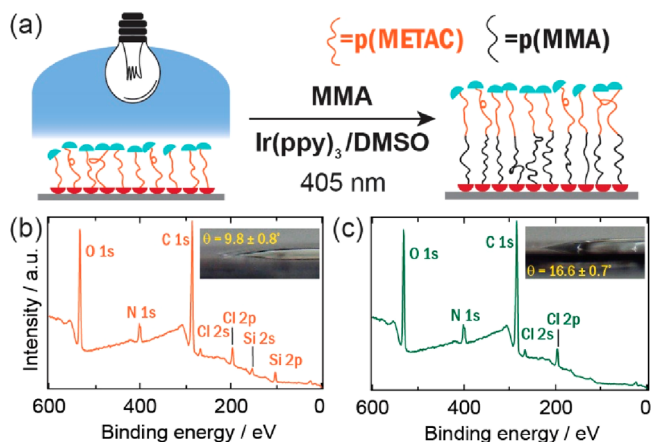 (a)
=p(METAC) =p(MMA)
MMA
Ir(ppy)₃/DMSO
405 nm
(b)
Intensity / a.u.
O 1s
N 1s
C 1s
θ = 9.8 ± 0.8°
Cl 2s
Cl 2p
Si 2s
Si 2p
600 400 200 0
Binding energy / eV
(c)
O 1s
N 1s
C 1s
θ = 16.6 ± 0.7°
Cl 2s
Cl 2p
600 400 200 0
Binding energy / eV